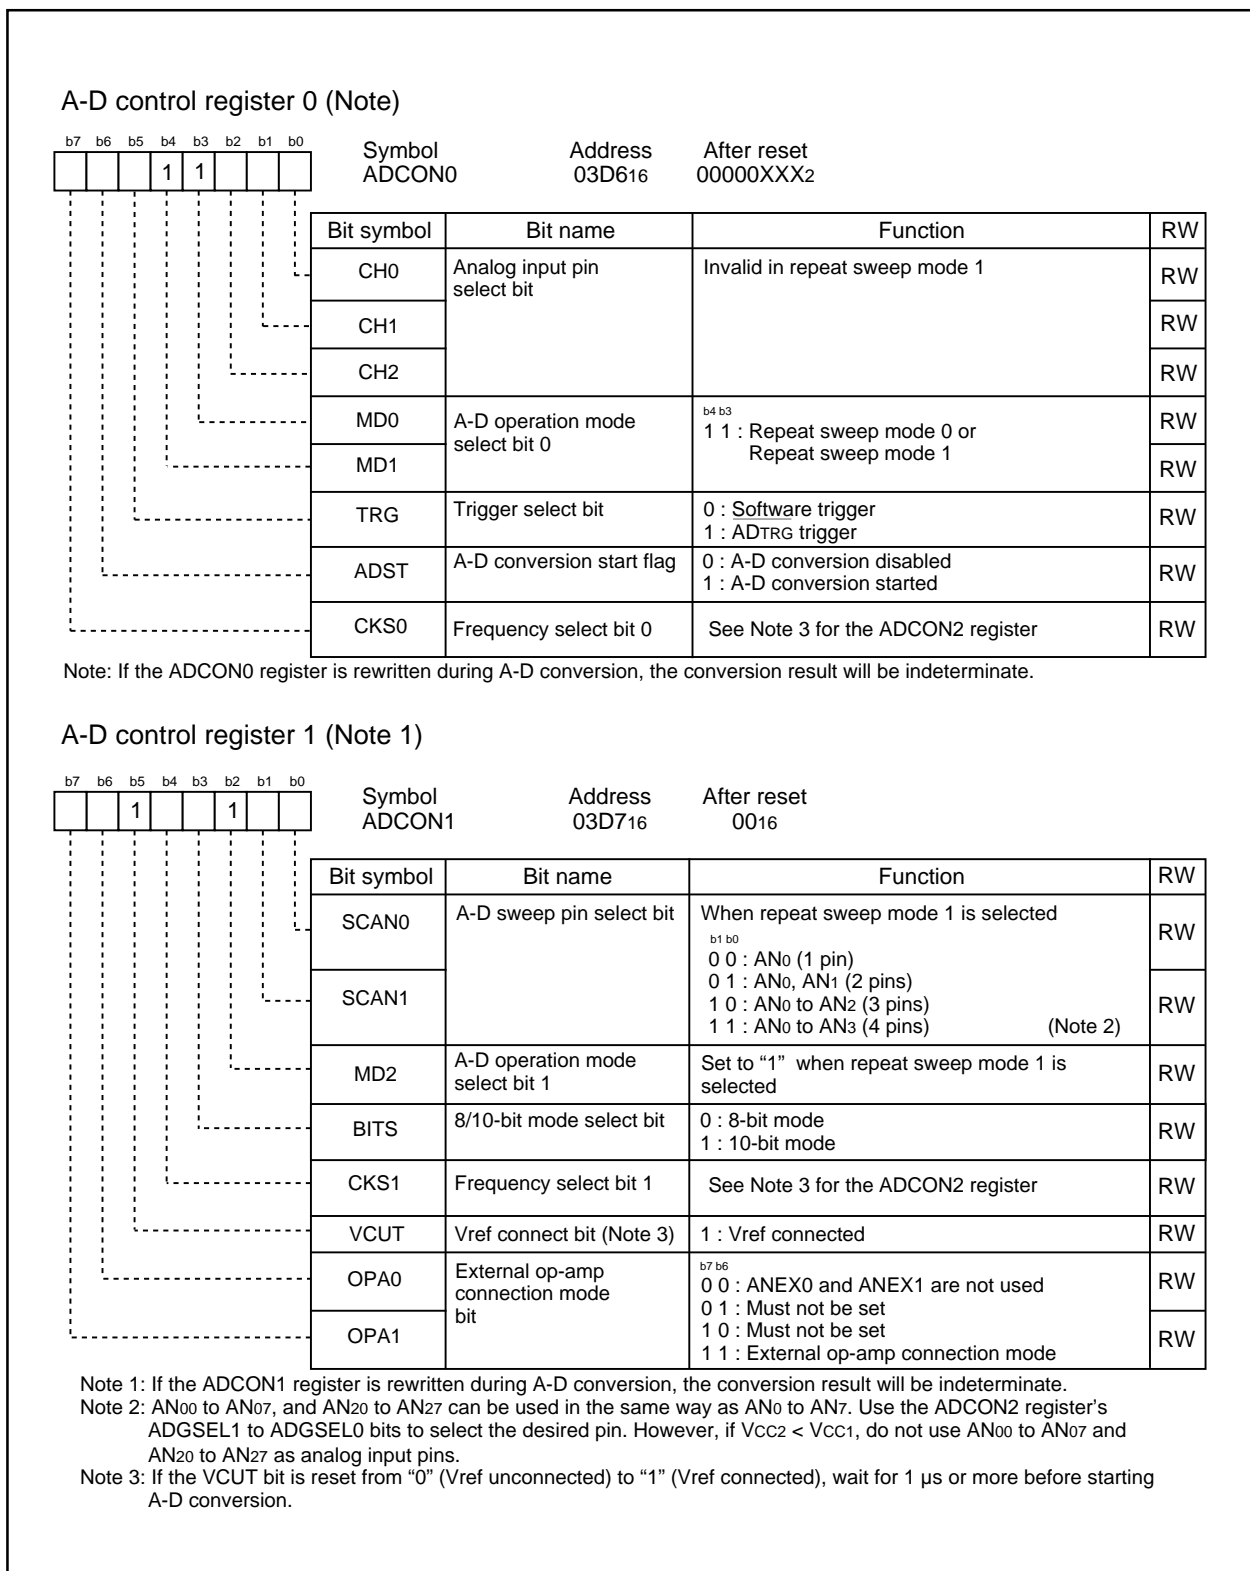 A-D control register 0 (Note)
b7 b6 b5 b4 b3 b2 b1 b0
1 1
Symbol Address After reset
ADCON0 03D616 00000XXX2
Bit symbol Bit name Function RW
CH0 Analog input pin select bit Invalid in repeat sweep mode 1 RW
CH1 RW
CH2 RW
MD0 A-D operation mode select bit 0 b4 b3 RW
1 1 : Repeat sweep mode 0 or
Repeat sweep mode 1
MD1 RW
TRG Trigger select bit 0 : Software trigger RW
1 : ADTRG trigger
ADST A-D conversion start flag 0 : A-D conversion disabled RW
1 : A-D conversion started
CKS0 Frequency select bit 0 See Note 3 for the ADCON2 register RW
Note: If the ADCON0 register is rewritten during A-D conversion, the conversion result will be indeterminate.
A-D control register 1 (Note 1)
b7 b6 b5 b4 b3 b2 b1 b0
1 1
Symbol Address After reset
ADCON1 03D716 0016
Bit symbol Bit name Function RW
SCAN0 A-D sweep pin select bit When repeat sweep mode 1 is selected RW
b1 b0
0 0 : AN0 (1 pin)
0 1 : AN0, AN1 (2 pins)
SCAN1 1 0 : AN0 to AN2 (3 pins) RW
1 1 : AN0 to AN3 (4 pins) (Note 2)
MD2 A-D operation mode select bit 1 Set to “1” when repeat sweep mode 1 is selected RW
BITS 8/10-bit mode select bit 0 : 8-bit mode RW
1 : 10-bit mode
CKS1 Frequency select bit 1 See Note 3 for the ADCON2 register RW
VCUT Vref connect bit (Note 3) 1 : Vref connected RW
OPA0 External op-amp connection mode bit b7 b6 RW
0 0 : ANEX0 and ANEX1 are not used
0 1 : Must not be set
OPA1 1 0 : Must not be set RW
1 1 : External op-amp connection mode
Note 1: If the ADCON1 register is rewritten during A-D conversion, the conversion result will be indeterminate.
Note 2: AN00 to AN07, and AN20 to AN27 can be used in the same way as AN0 to AN7. Use the ADCON2 register’s
ADGSEL1 to ADGSEL0 bits to select the desired pin. However, if VCC2 < VCC1, do not use AN00 to AN07 and
AN20 to AN27 as analog input pins.
Note 3: If the VCUT bit is reset from “0” (Vref unconnected) to “1” (Vref connected), wait for 1 µs or more before starting
A-D conversion.